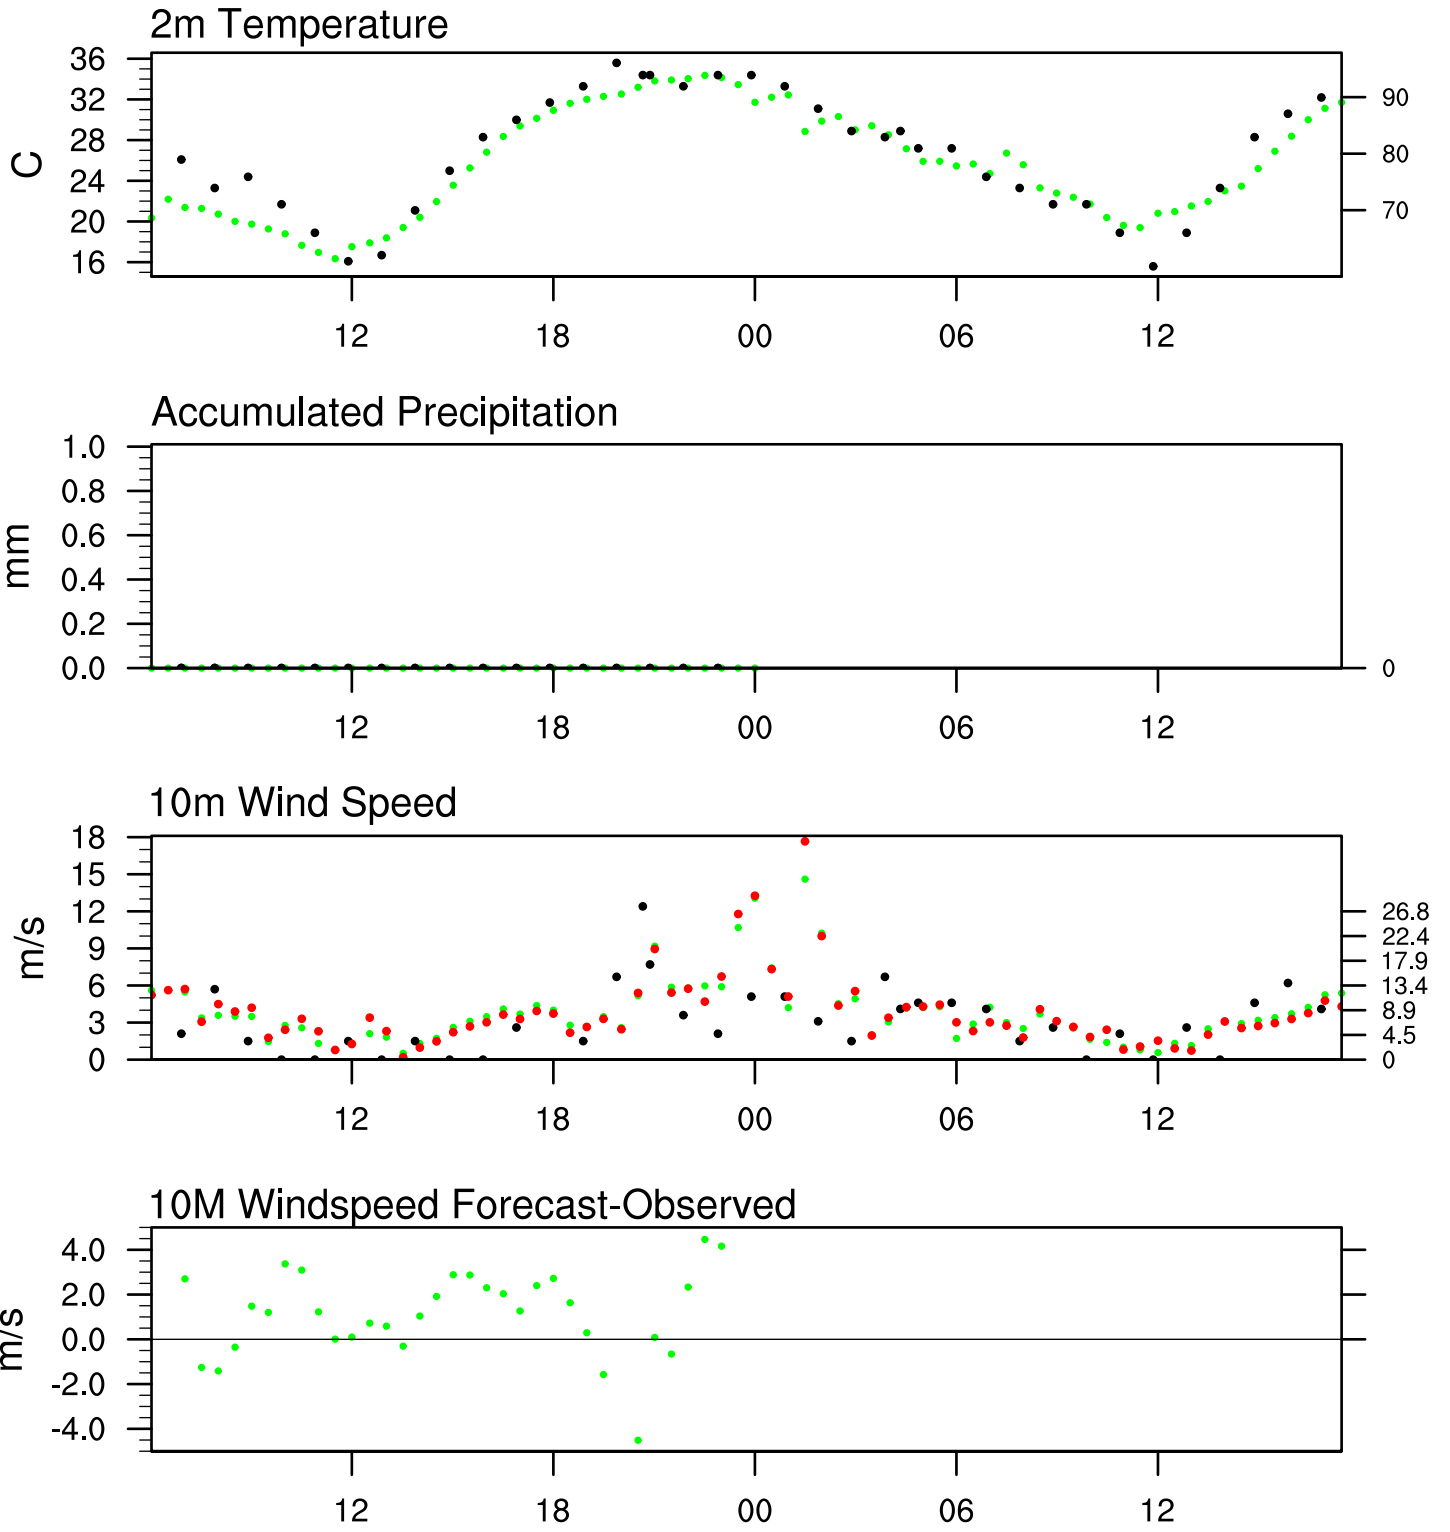 2m Temperature
36
32
28
24
20
16
C
90
80
70
12 18 00 06 12
Accumulated Precipitation
1.0
0.8
0.6
0.4
0.2
0.0
mm
0
12 18 00 06 12
10m Wind Speed
18
15
12
9
6
3
0
m/s
26.8
22.4
17.9
13.4
8.9
4.5
0
12 18 00 06 12
10M Windspeed Forecast-Observed
4.0
2.0
0.0
-2.0
-4.0
m/s
12 18 00 06 12